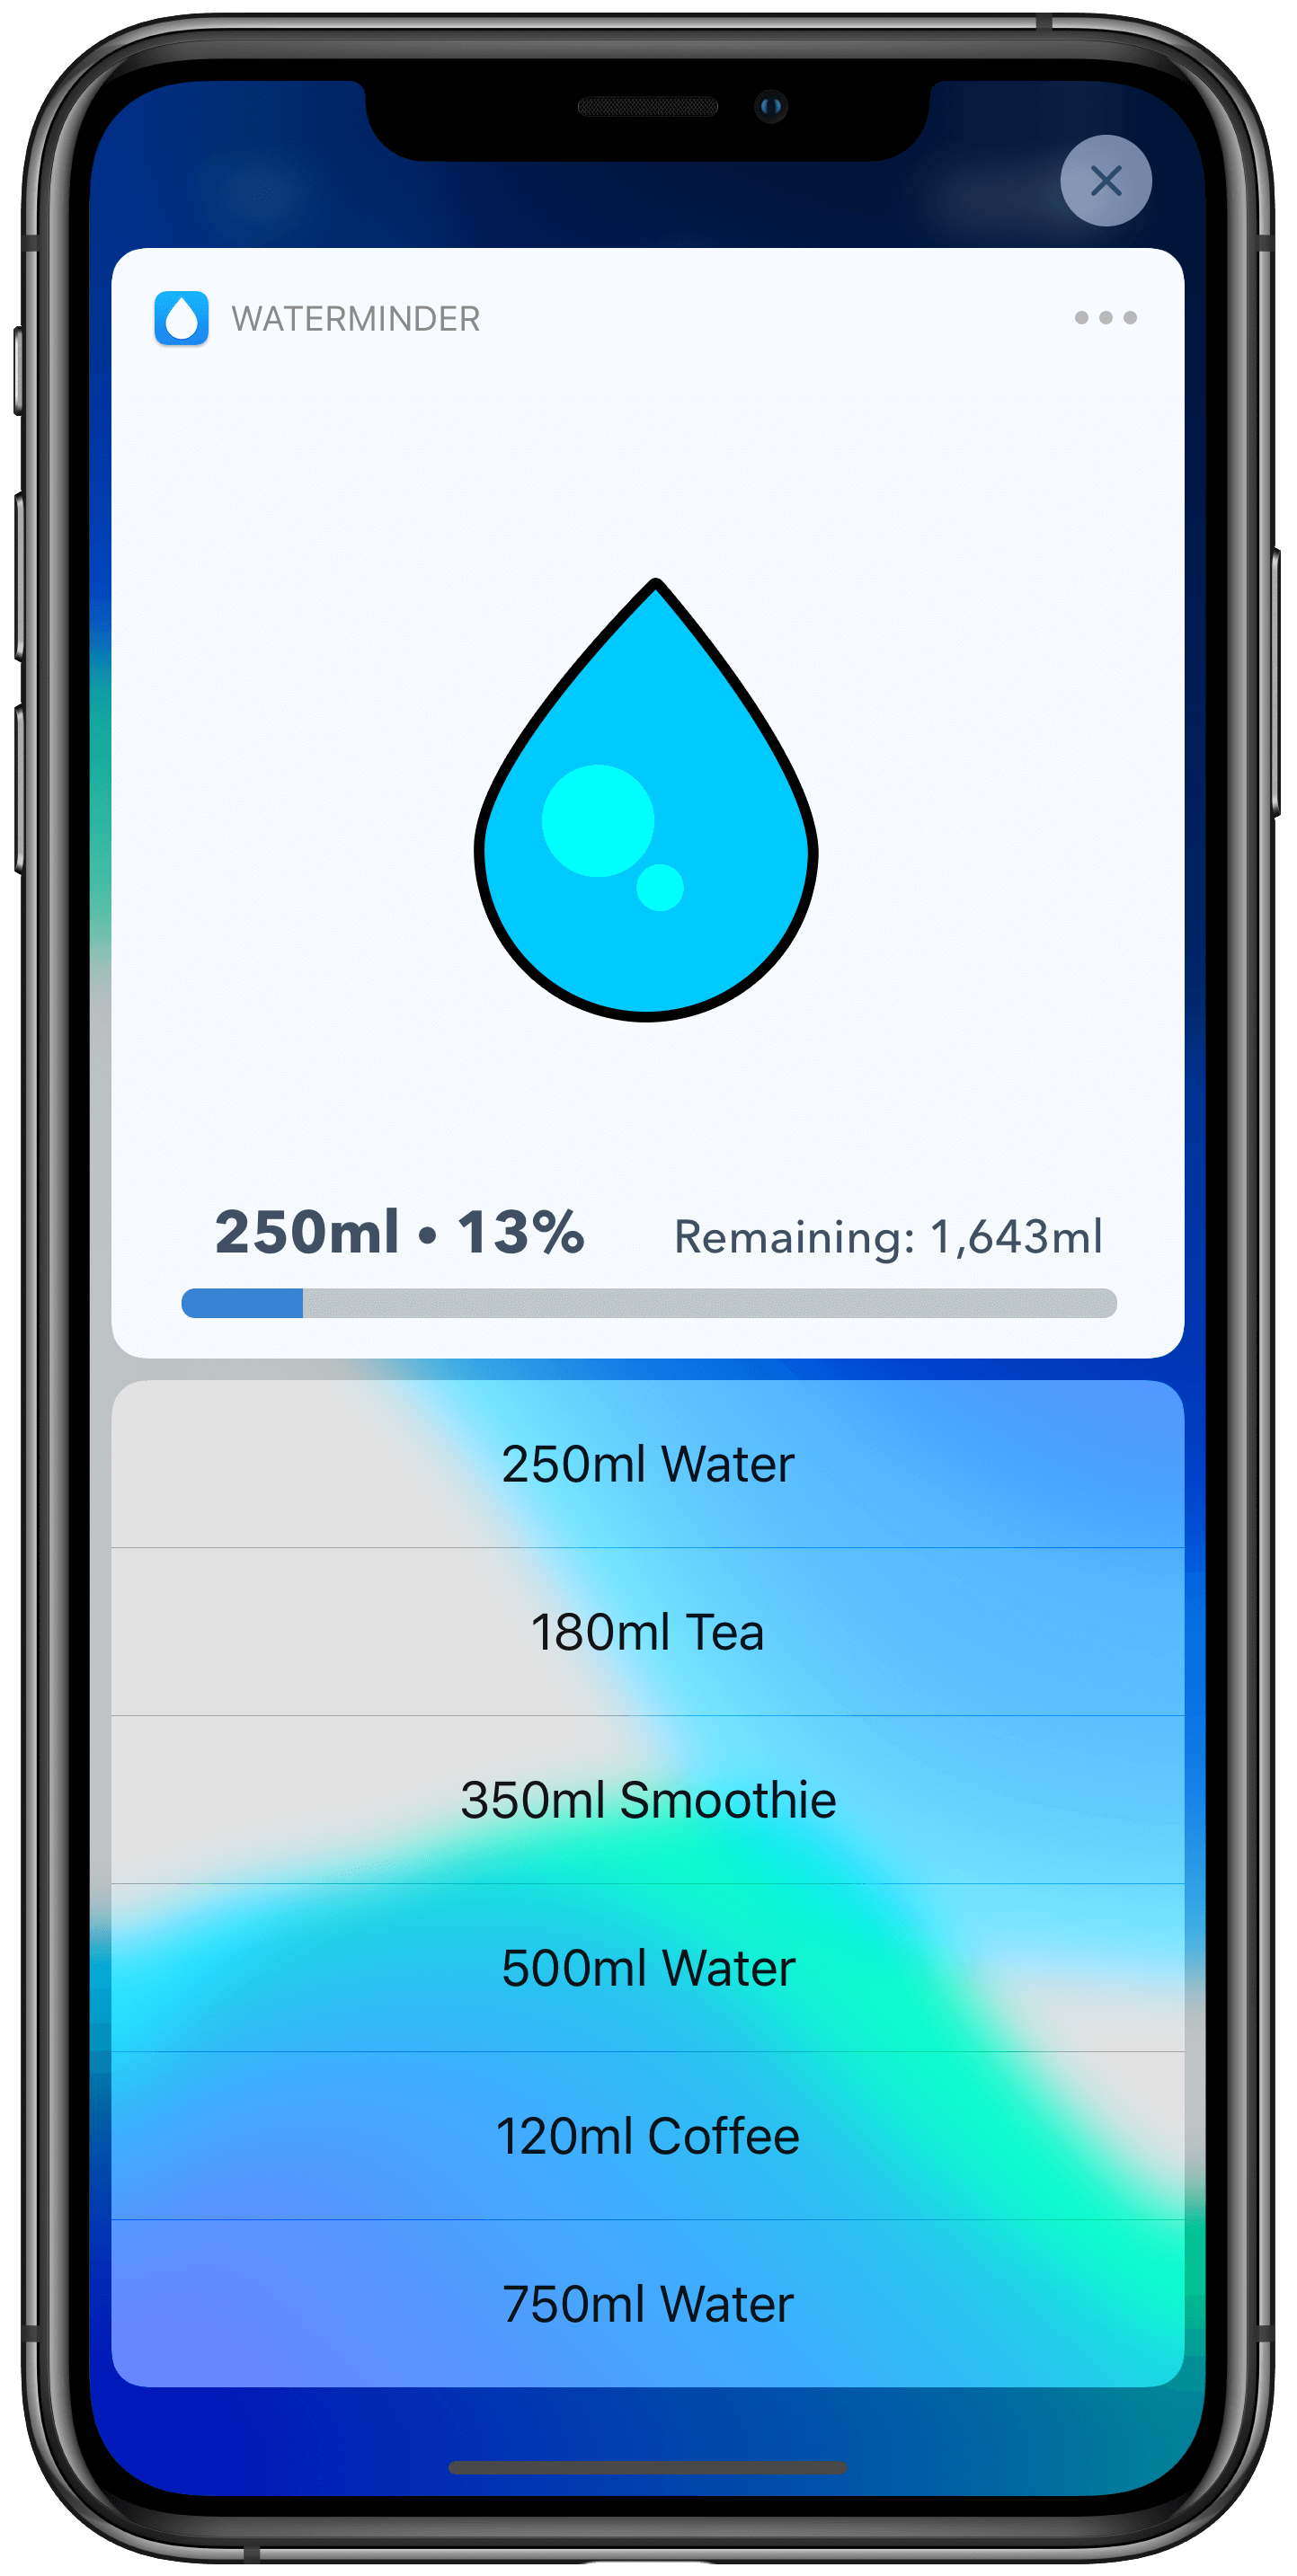 WATERMINDER
250ml • 13% Remaining: 1,643ml
250ml Water
180ml Tea
350ml Smoothie
500ml Water
120ml Coffee
750ml Water